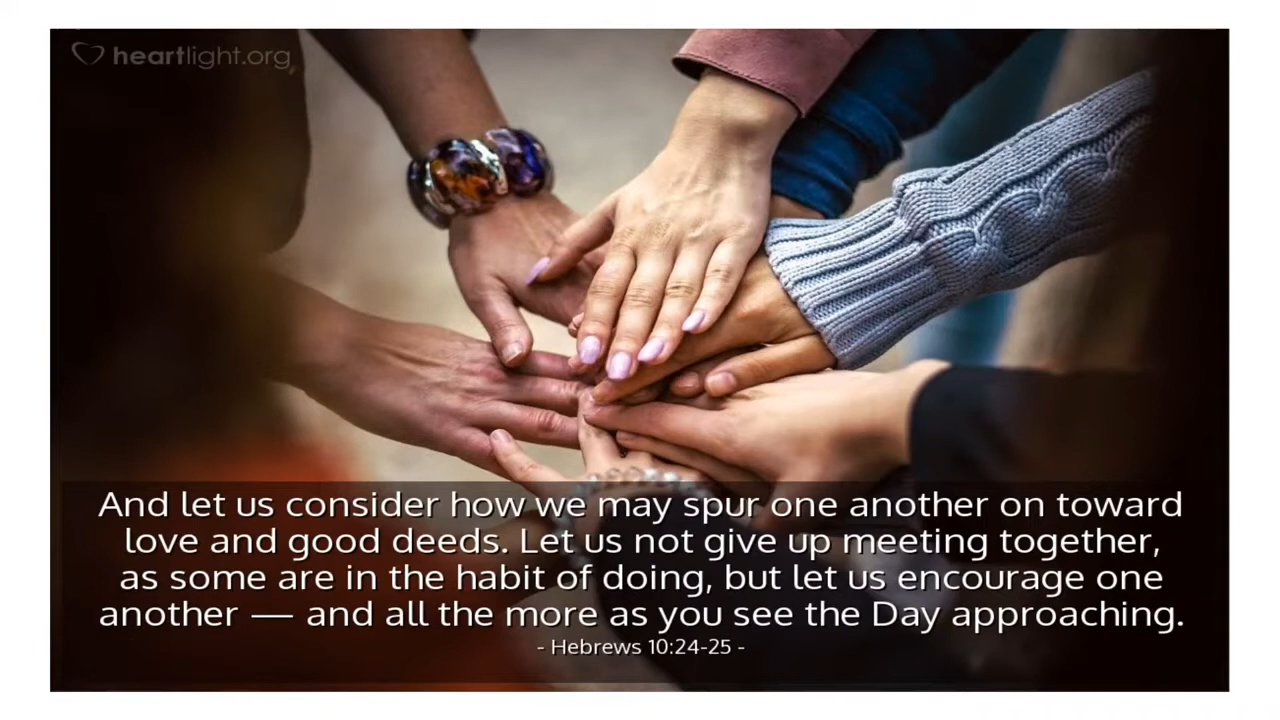 heartlight.org
And let us consider how we may spur one another on toward
love and good deeds. Let us not give up meeting together,
as some are in the habit of doing, but let us encourage one
another — and all the more as you see the Day approaching.
- Hebrews 10:24-25 -